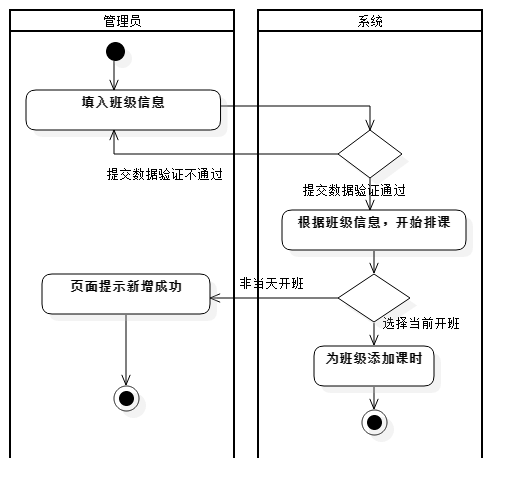 管理员
系统
填入班级信息
提交数据验证不通过
提交数据验证通过
根据班级信息，开始排课
非当天开班
页面提示新增成功
选择当前开班
为班级添加课时